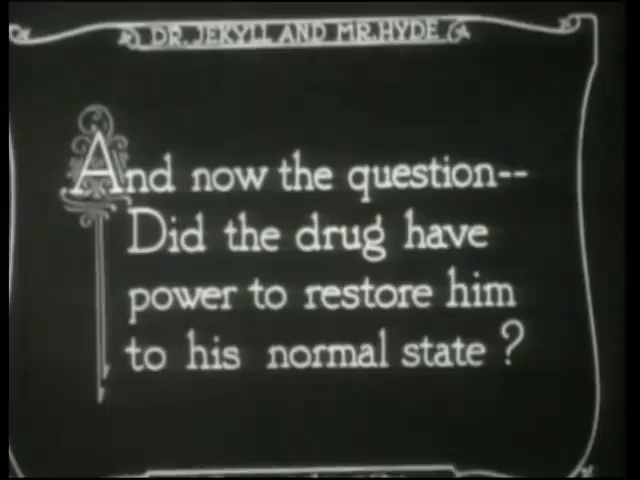 DR. JEKYLL AND MR. HYDE
And now the question--
Did the drug have
power to restore him
to his normal state ?